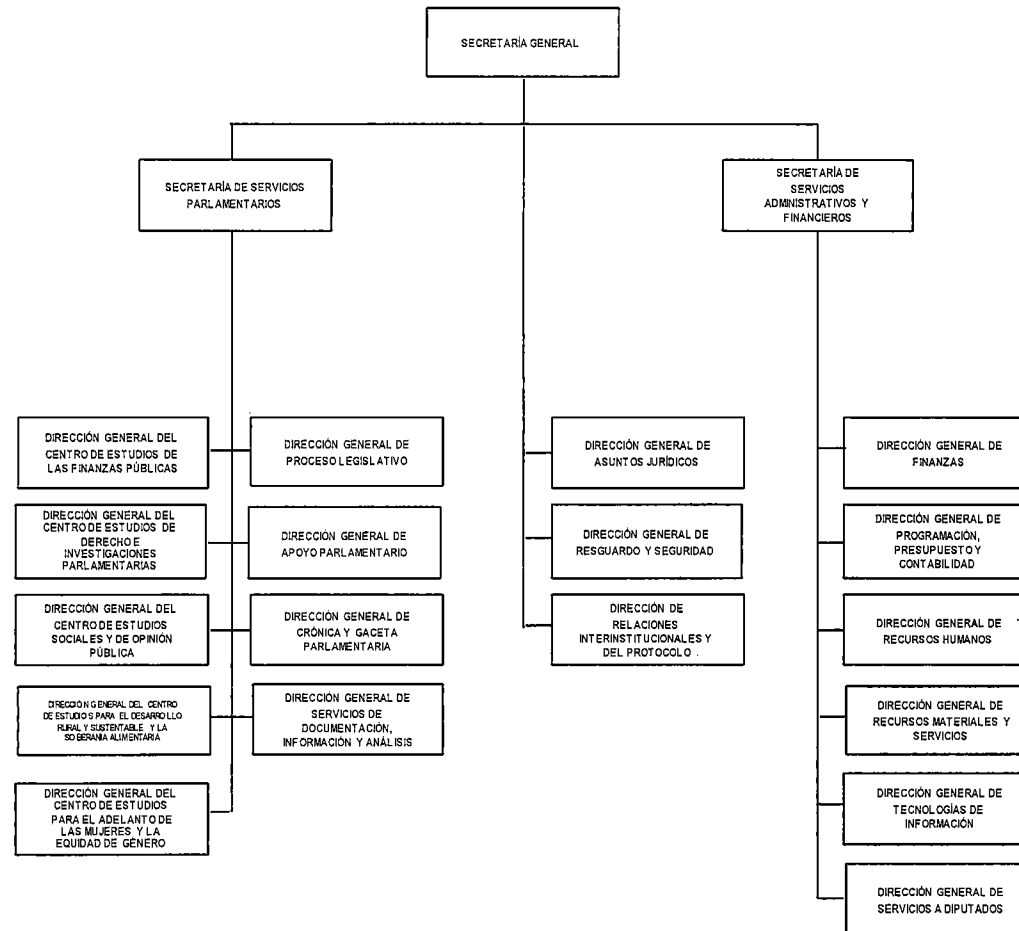 SECRETARÍA GENERAL
SECRETARÍA DE SERVICIOS
PARLAMENTARIOS
SECRETARÍA DE
SERVICIOS
ADMINISTRATIVOS Y
FINANCIEROS
DIRECCIÓN GENERAL DEL
CENTRO DE ESTUDIOS DE
LAS FINANZAS PÚBLICAS
DIRECCIÓN GENERAL DE
PROCESO LEGISLATIVO
DIRECCIÓN GENERAL DE
ASUNTOS JURÍDICOS
DIRECCIÓN GENERAL DE
FINANZAS
DIRECCIÓN GENERAL DEL
CENTRO DE ESTUDIOS DE
DERECHO E
INVESTIGACIONES
PARLAMENTARIAS
DIRECCIÓN GENERAL DE
APOYO PARLAMENTARIO
DIRECCIÓN GENERAL DE
RESGUARDO Y SEGURIDAD
DIRECCIÓN GENERAL DE
PROGRAMACIÓN,
PRESUPUESTO Y
CONTABILIDAD
DIRECCIÓN GENERAL DEL
CENTRO DE ESTUDIOS
SOCIALES Y DE OPINIÓN
PÚBLICA
DIRECCIÓN GENERAL DE
CRÓNICA Y GACETA
PARLAMENTARIA
DIRECCIÓN DE
RELACIONES
INTERINSTITUCIONALES Y
DEL PROTOCOLO .
DIRECCIÓN GENERAL DE
RECURSOS HUMANOS
DIRECCIÓN GENERAL DEL CENTRO
DE ESTUDIOS PARA EL DESARROLLO
RURAL Y SUSTENTABLE Y LA
SOBERANIA ALIMENTARIA
DIRECCIÓN GENERAL DE
SERVICIOS DE
DOCUMENTACIÓN,
INFORMACIÓN Y ANÁLISIS
DIRECCIÓN GENERAL DE
RECURSOS MATERIALES Y
SERVICIOS
DIRECCIÓN GENERAL DEL
CENTRO DE ESTUDIOS
PARA EL ADELANTO DE
LAS MUJERES Y LA
EQUIDAD DE GÉNERO
DIRECCIÓN GENERAL DE
TECNOLOGÍAS DE
INFORMACIÓN
DIRECCIÓN GENERAL DE
SERVICIOS A DIPUTADOS